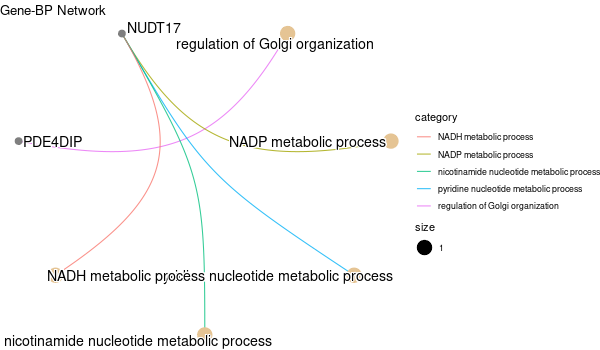 Gene-BP Network
NUDT17
regulation of Golgi organization
PDE4DIP
NADP metabolic process
NADH metabolic process nucleotide metabolic process
nicotinamide nucleotide metabolic process
category
NADH metabolic process
NADP metabolic process
nicotinamide nucleotide metabolic process
pyridine nucleotide metabolic process
regulation of Golgi organization
size
1